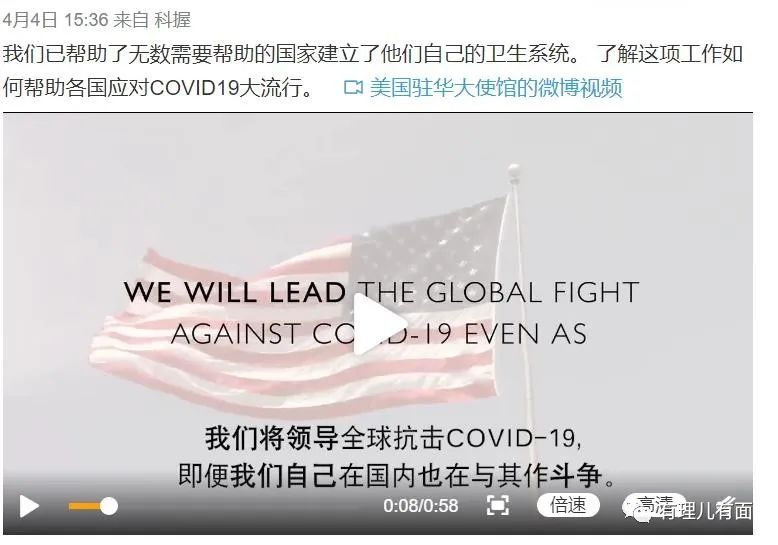 4月4日 15:36 来自 科握
我们已帮助了无数需要帮助的国家建立了他们自己的卫生系统。 了解这项工作如
何帮助各国应对COVID19大流行。 美国驻华大使馆的微博视频
WE WILL LEAD THE GLOBAL FIGHT
AGAINST CO D-19 EVEN AS
我们将领导全球抗击COVID-19,
即便我们自己在国内也在与其作斗争。
0:08/0:58 倍速 高清 有理儿有面